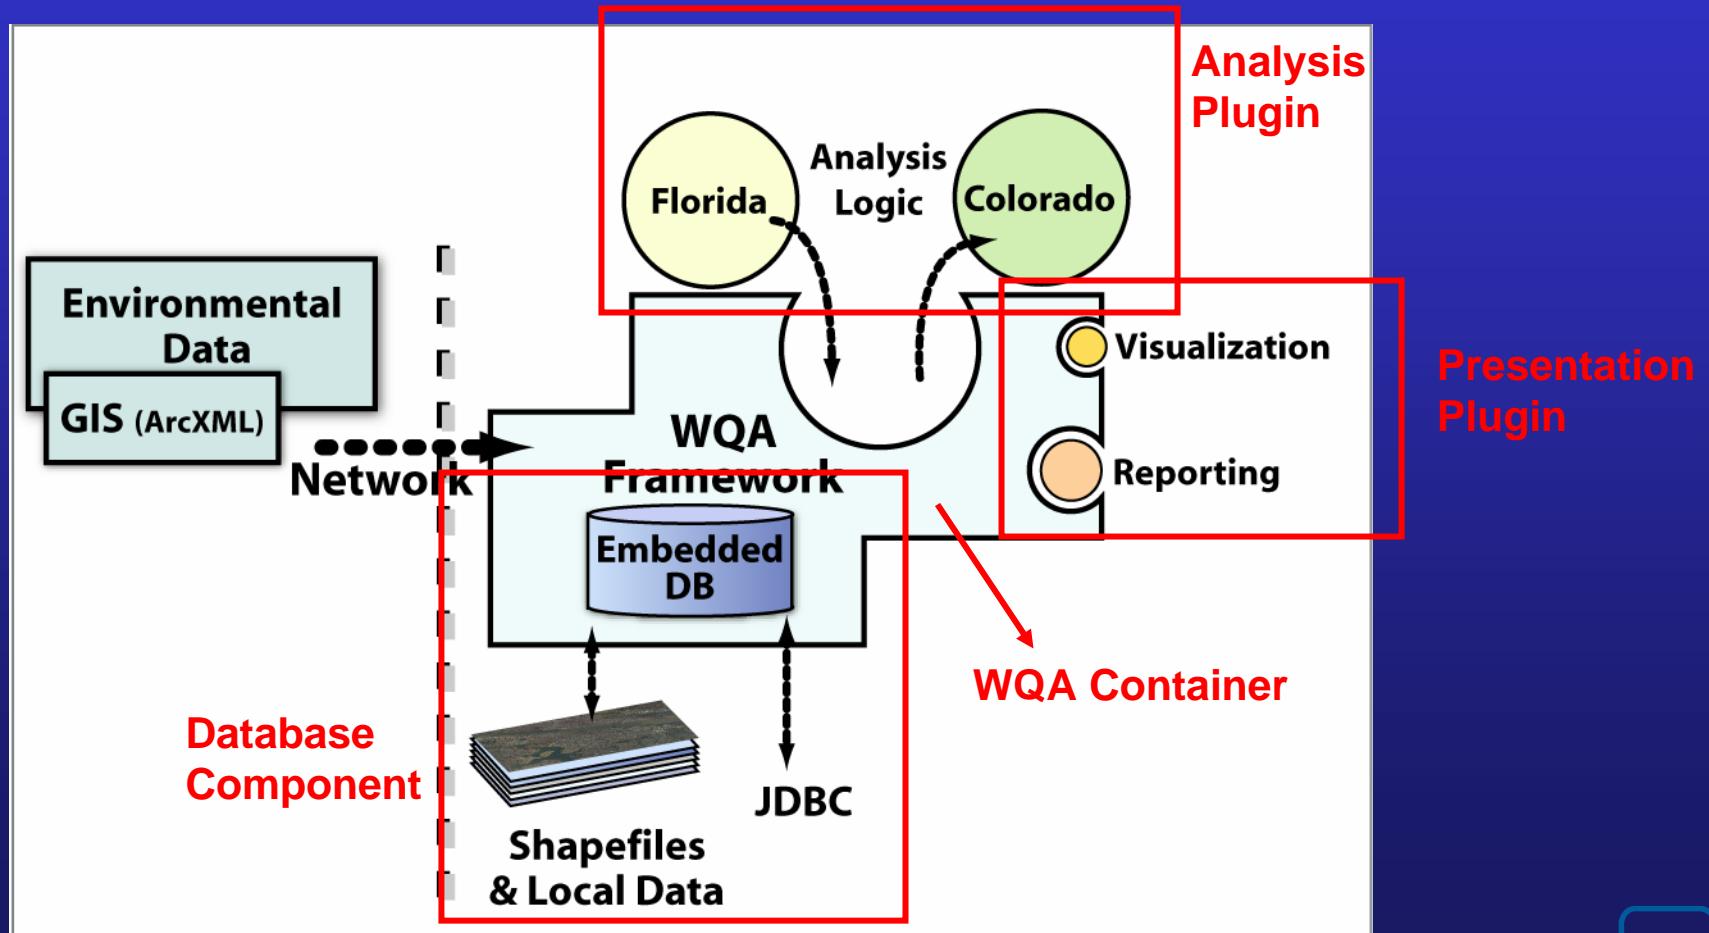 Analysis
Plugin
Florida
Analysis
Logic
Colorado
Environmental
Data
GIS (ArcXML)
Network
WQA
Framework
Visualization
Reporting
Presentation
Plugin
Embedded
DB
WQA Container
Database
Component
JDBC
Shapefiles
& Local Data